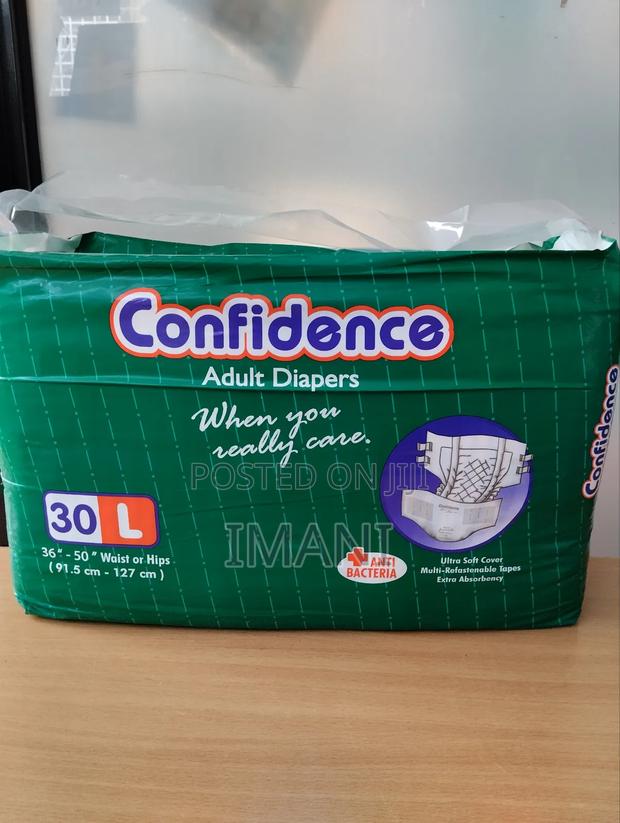 Confidence
Adult Diapers
When you
really care.
POSTED ON JIJI
IMANI
30 L
36" - 50" Waist or Hips
( 91.5 cm - 127 cm )
ANTI
BACTERIA
Confidence
Ultra Soft Cover
Multi-Refastenable Tapes
Extra Absorbency
Confidence